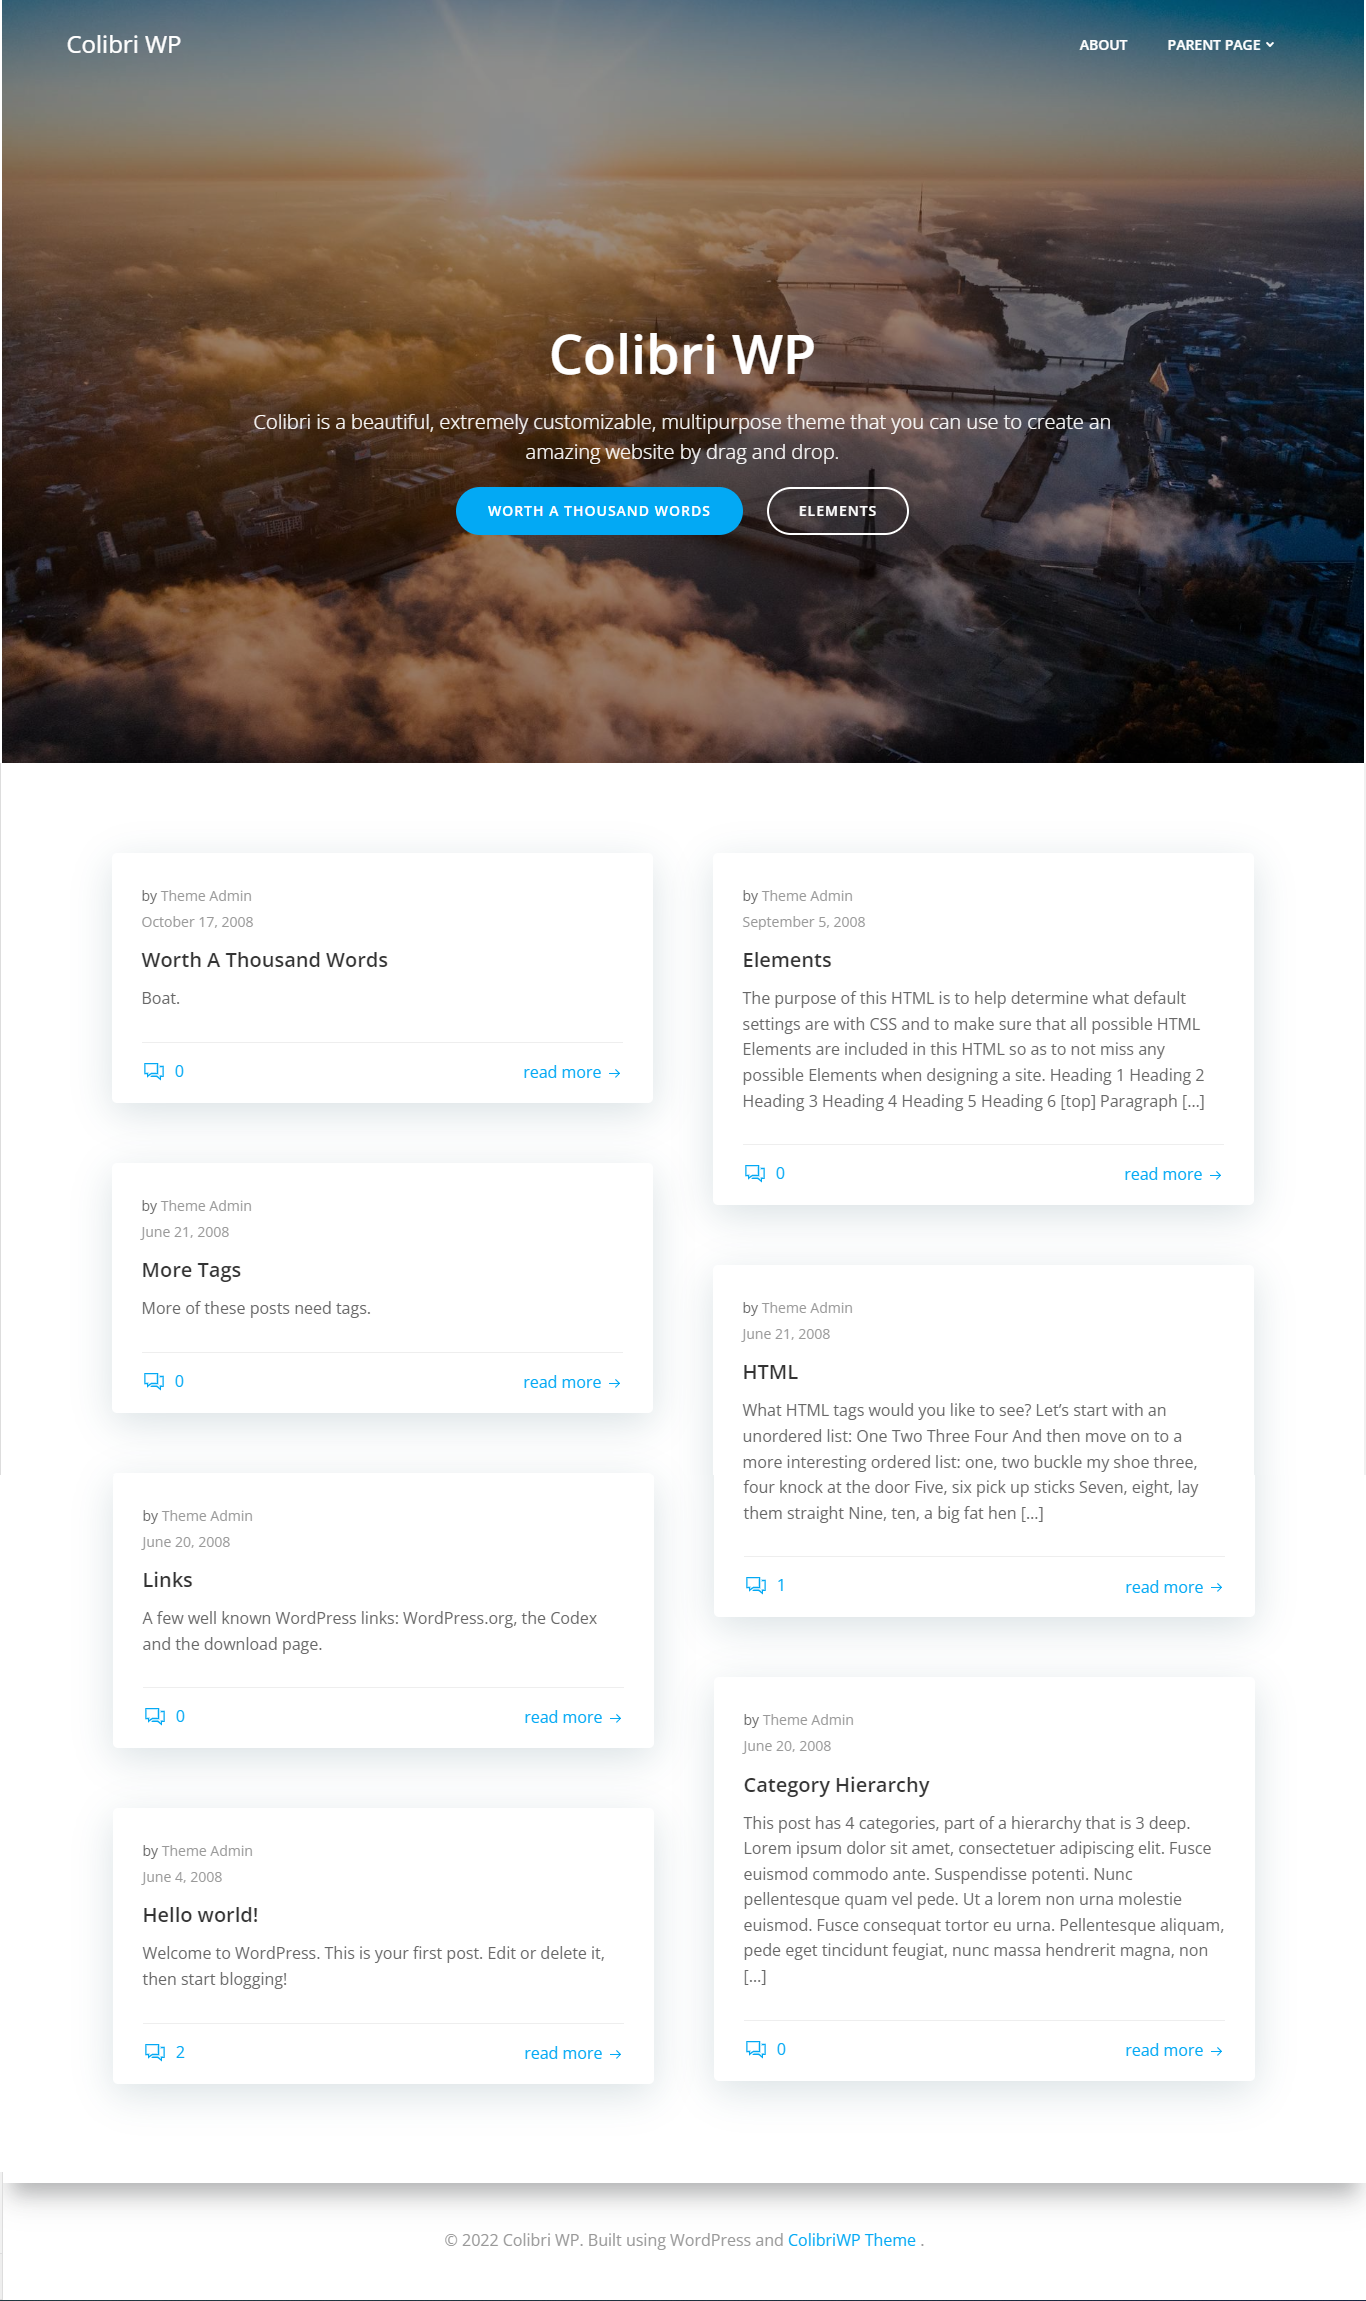 Colibri WP
ABOUT
PARENT PAGE
Colibri WP
Colibri is a beautiful, extremely customizable, multipurpose theme that you can use to create an
amazing website by drag and drop.
WORTH A THOUSAND WORDS
ELEMENTS
by Theme Admin
October 17, 2008
Worth A Thousand Words
Boat.
0
read more →
by Theme Admin
June 21, 2008
More Tags
More of these posts need tags.
0
read more →
by Theme Admin
June 20, 2008
Links
A few well known WordPress links: WordPress.org, the Codex
and the download page.
0
read more →
by Theme Admin
June 4, 2008
Hello world!
Welcome to WordPress. This is your first post. Edit or delete it,
then start blogging!
2
read more →
by Theme Admin
September 5, 2008
Elements
The purpose of this HTML is to help determine what default
settings are with CSS and to make sure that all possible HTML
Elements are included in this HTML so as to not miss any
possible Elements when designing a site. Heading 1 Heading 2
Heading 3 Heading 4 Heading 5 Heading 6 [top] Paragraph […]
0
read more →
by Theme Admin
June 21, 2008
HTML
What HTML tags would you like to see? Let’s start with an
unordered list: One Two Three Four And then move on to a
more interesting ordered list: one, two buckle my shoe three,
four knock at the door Five, six pick up sticks Seven, eight, lay
them straight Nine, ten, a big fat hen […]
1
read more →
by Theme Admin
June 20, 2008
Category Hierarchy
This post has 4 categories, part of a hierarchy that is 3 deep.
Lorem ipsum dolor sit amet, consectetuer adipiscing elit. Fusce
euismod commodo ante. Suspendisse potenti. Nunc
pellentesque quam vel pede. Ut a lorem non urna molestie
euismod. Fusce consequat tortor eu urna. Pellentesque aliquam,
pede eget tincidunt feugiat, nunc massa hendrerit magna, non
[…]
0
read more →
© 2022 Colibri WP. Built using WordPress and ColibriWP Theme .